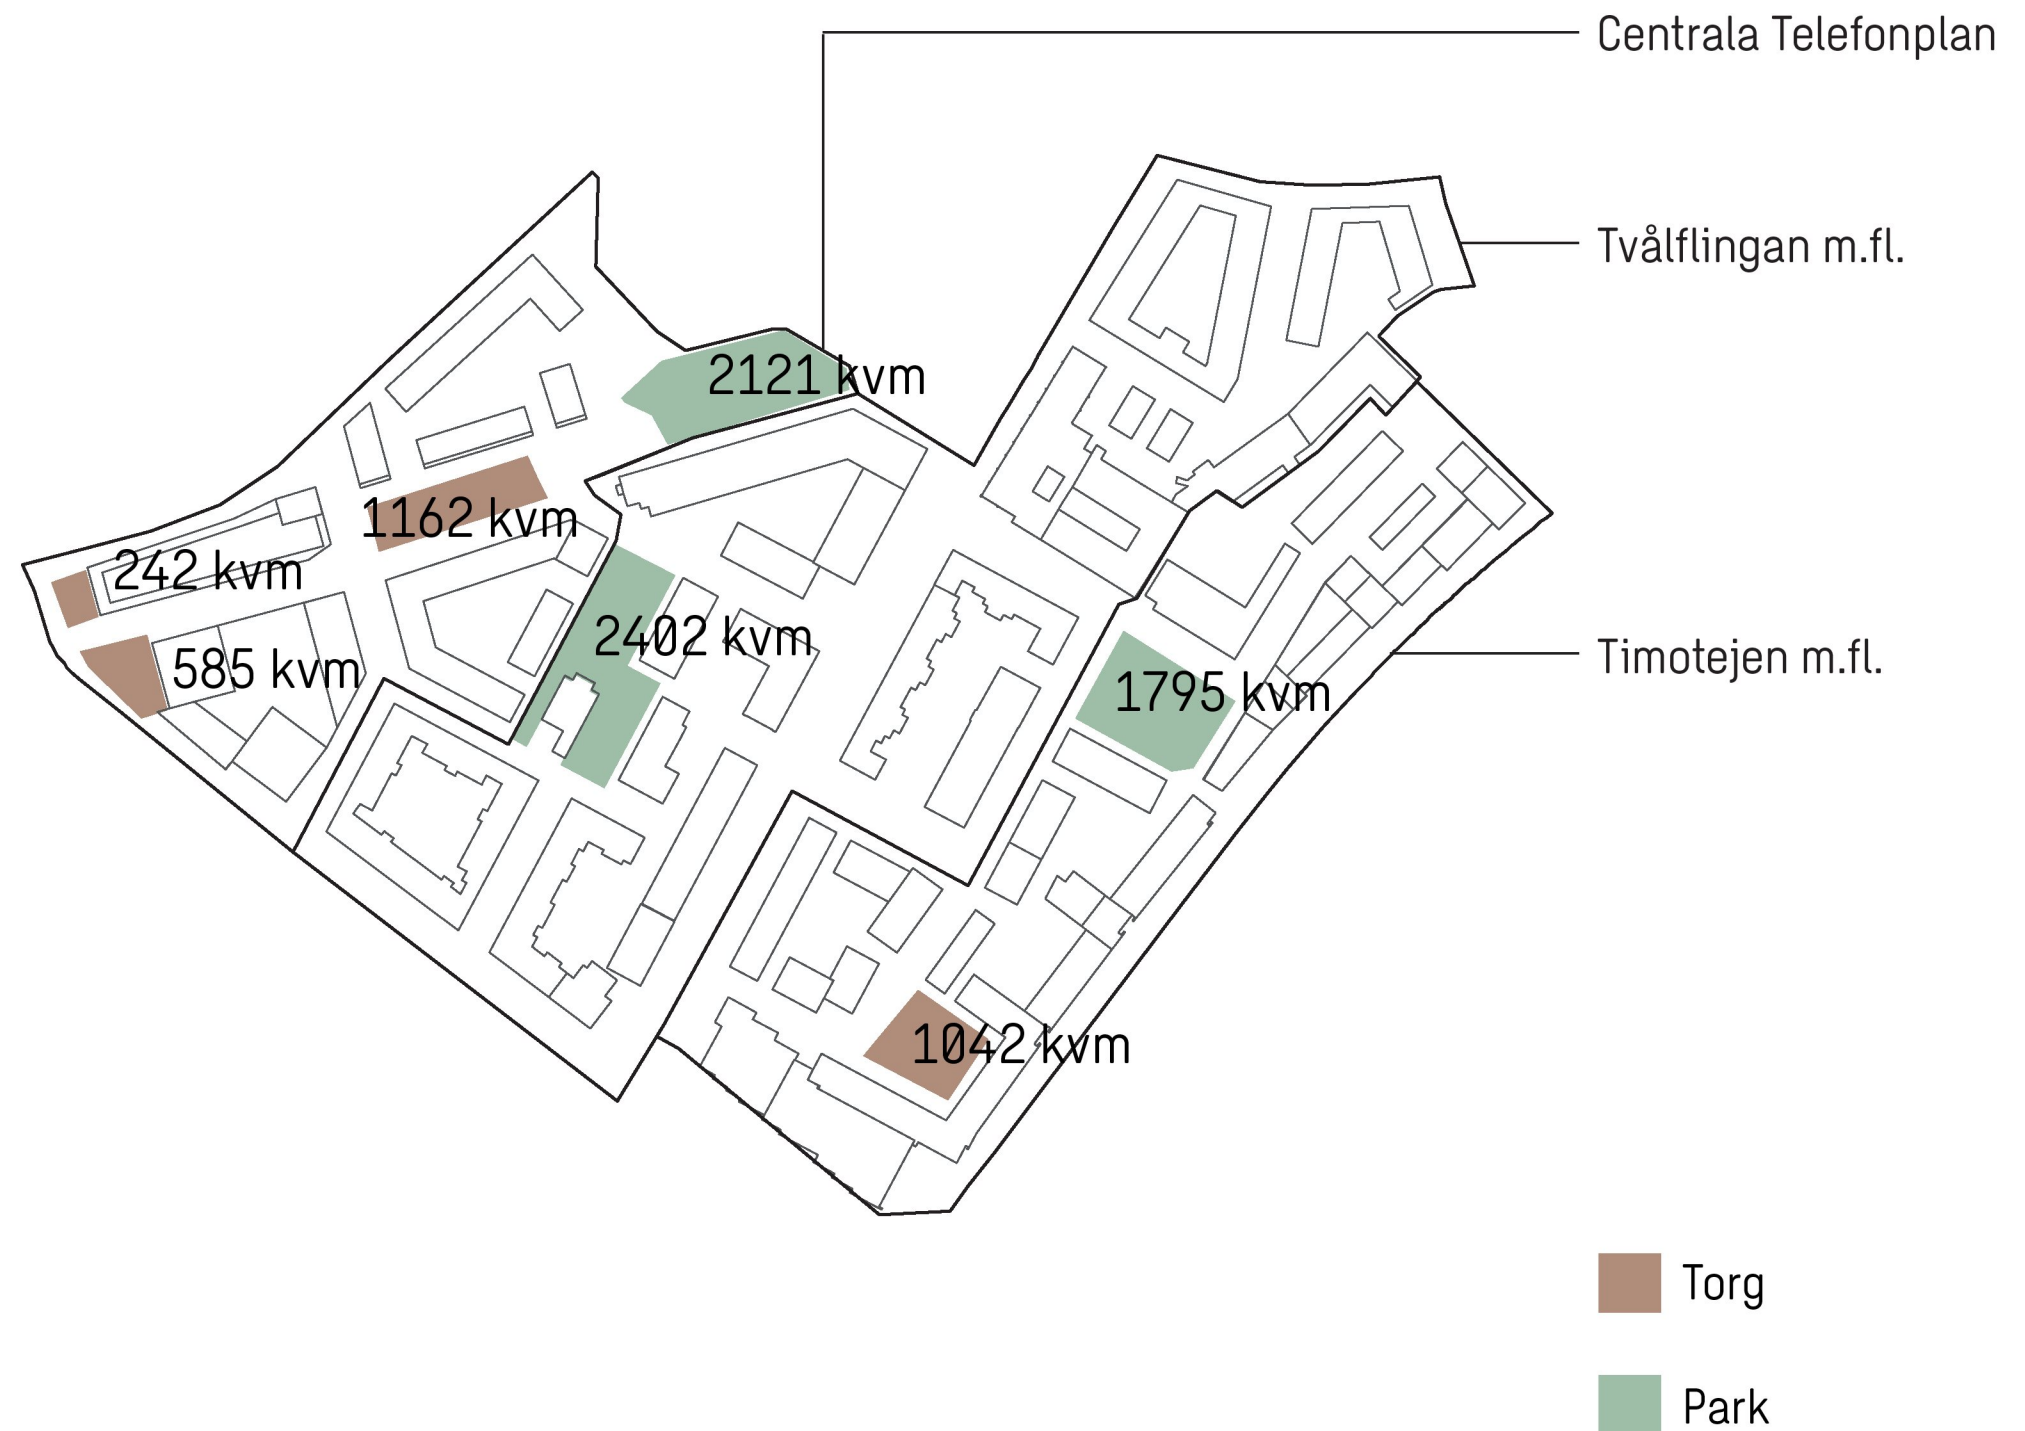 Centrala Telefonplan
Tvålflingan m.fl.
2121 kvm
1162 kvm
242 kvm
2402 kvm
585 kvm
Timotejen m.fl.
1795 kvm
1042 kvm
Torg
Park